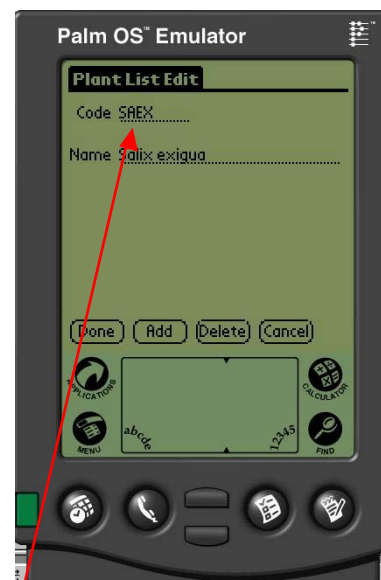 Palm OS™ Emulator
Plant List Edit
Code SAEX
Name Salix exigua
Done Add Delete Cancel
APPLICATIONS
CALCULATOR
MENU
abcde
12345
FIND